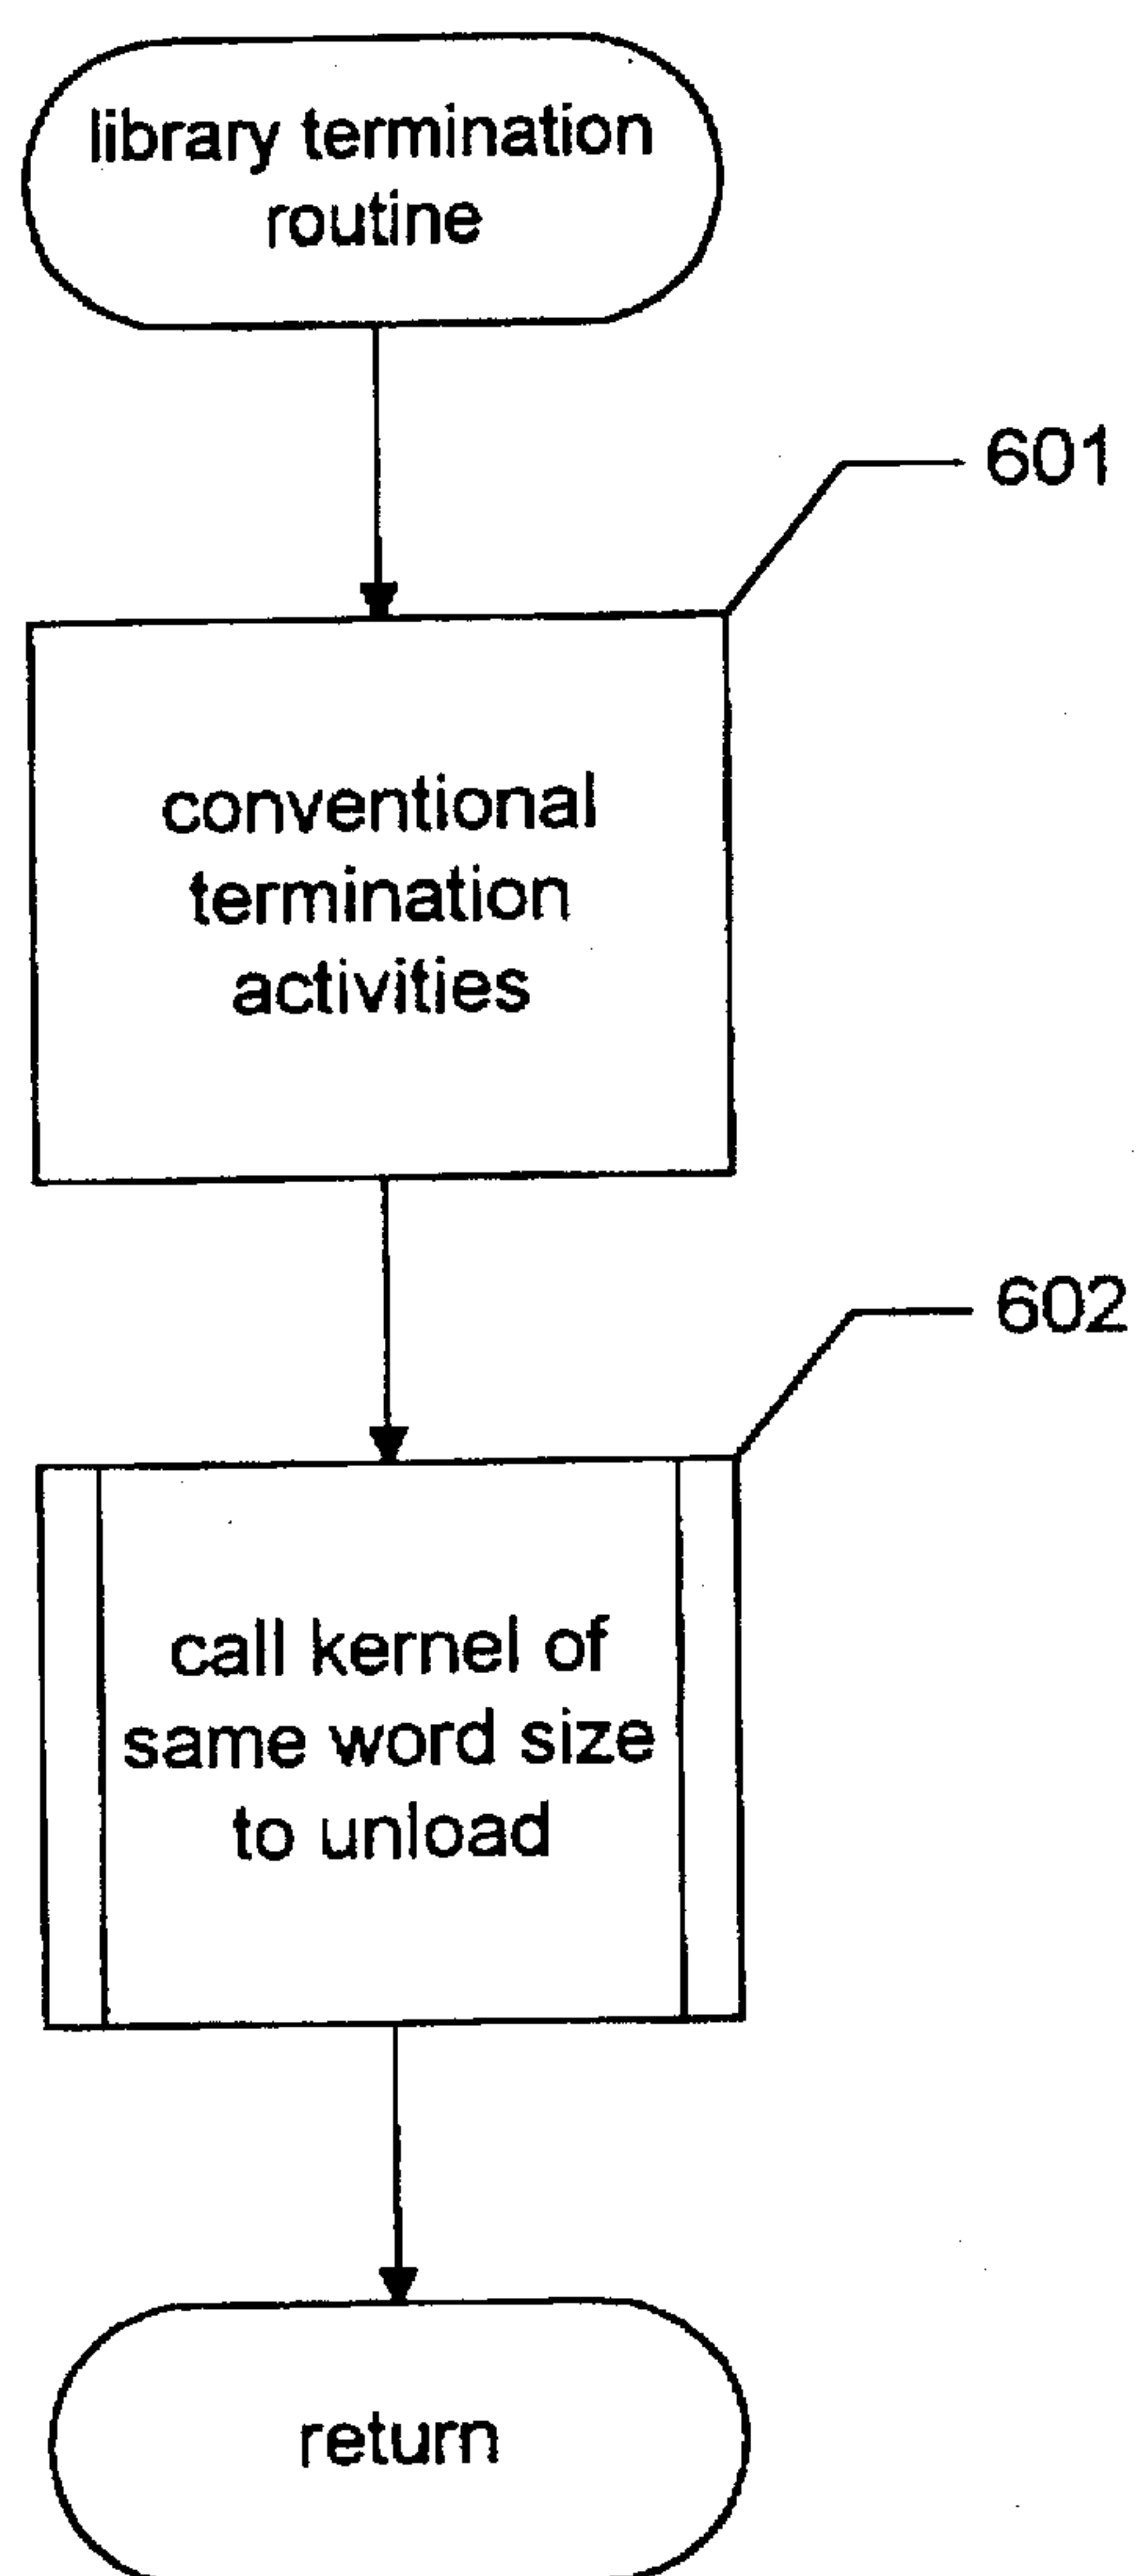 library termination
routine
601
conventional
termination
activities
602
call kernel of
same word size
to unload
return